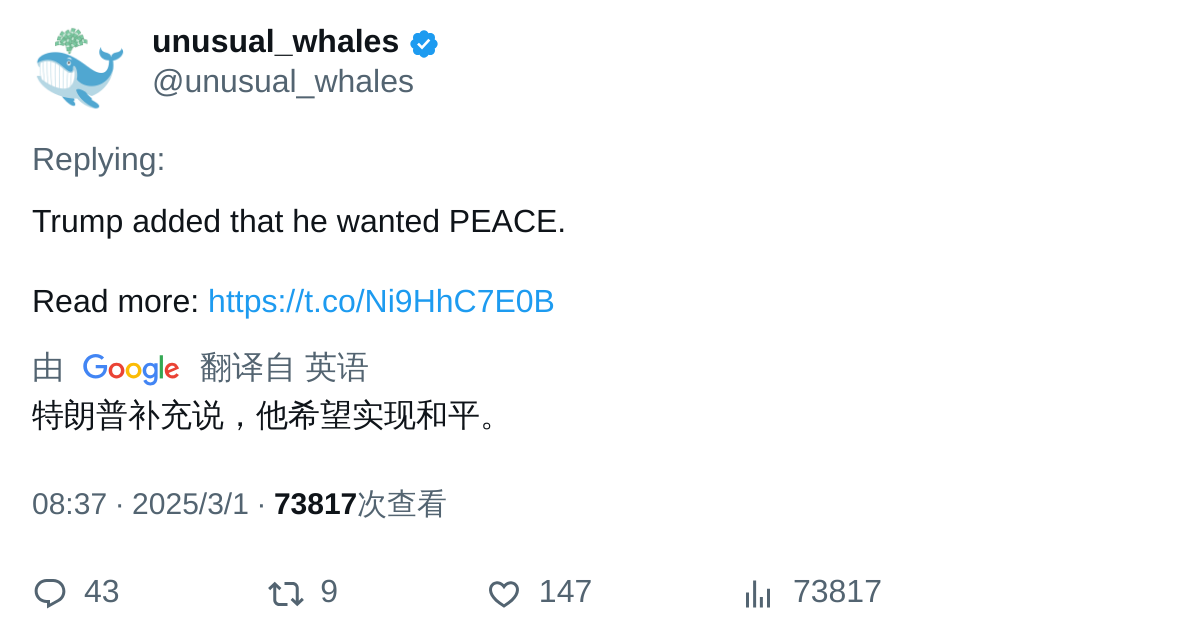 unusual_whales
@unusual_whales
Replying:
Trump added that he wanted PEACE.
Read more: https://t.co/Ni9HhC7E0B
由 Google 翻译自 英语
特朗普补充说，他希望实现和平。
08:37 · 2025/3/1 · 73817次查看
43 9 147 73817